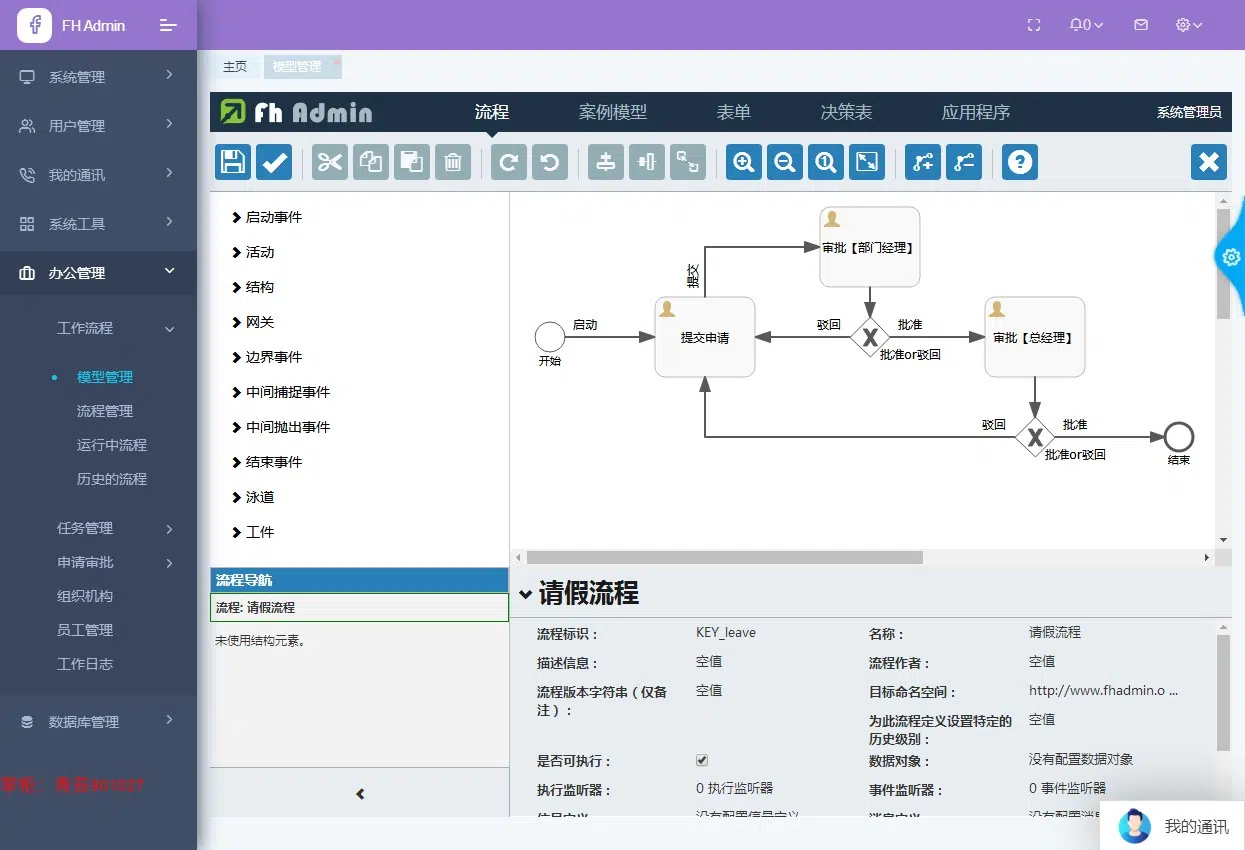 FH Admin
0
系统管理
用户管理
我的通讯
系统工具
办公管理
工作流程
模型管理
流程管理
运行中流程
历史的流程
任务管理
申请审批
组织机构
员工管理
工作日志
数据库管理
主页
模型管理
Fh Admin
流程
案例模型
表单
决策表
应用程序
系统管理员
启动事件
活动
结构
网关
边界事件
中间捕捉事件
中间抛出事件
结束事件
泳道
工件
流程导航
流程: 请假流程
未使用结构元素。
审批【部门经理】
提交
启动
开始
提交申请
驳回
批准
批准or驳回
审批【总经理】
驳回
批准
批准or驳回
结束
请假流程
流程标识：
KEY_leave
名称：
请假流程
描述信息：
空值
流程作者：
空值
流程版本字符串（仅备注）：
空值
目标命名空间：
http://www.fhadmin.o ...
为此流程定义设置特定的历史级别：
空值
是否可执行：
数据对象：
没有配置数据对象
执行监听器：
0 执行监听器
事件监听器：
0 事件监听器
我的通讯